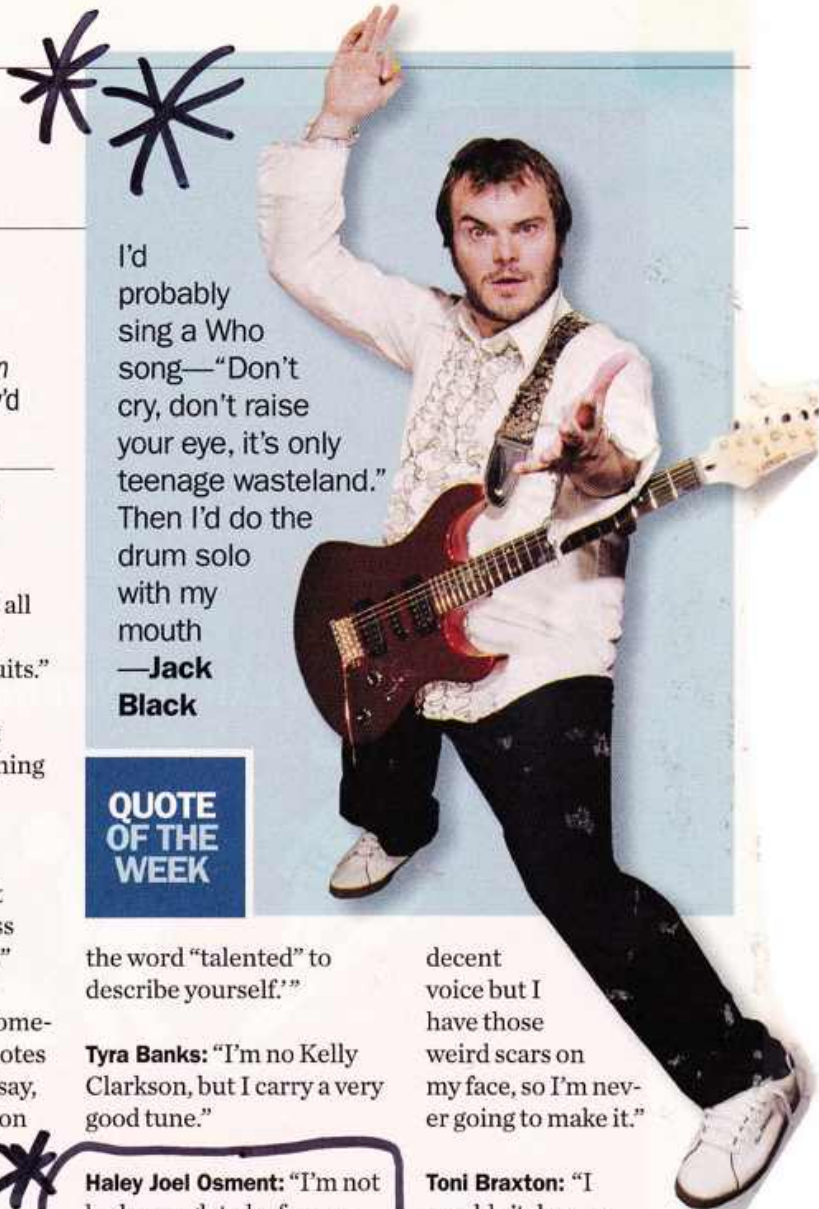 I'd
probably
sing a Who
song—“Don't
cry, don't raise
your eye, it's only
teenage wasteland.”
Then I'd do the
drum solo
with my
mouth
—Jack
Black
QUOTE
OF THE
WEEK
'd
all
uits.”
ning
ss
”
ome-
otes
say,
on
the word “talented” to
describe yourself.’”
Tyra Banks: “I'm no Kelly
Clarkson, but I carry a very
good tune.”
Haley Joel Osment: “I'm not
decent
voice but I
have those
weird scars on
my face, so I'm nev-
er going to make it.”
Toni Braxton: “I